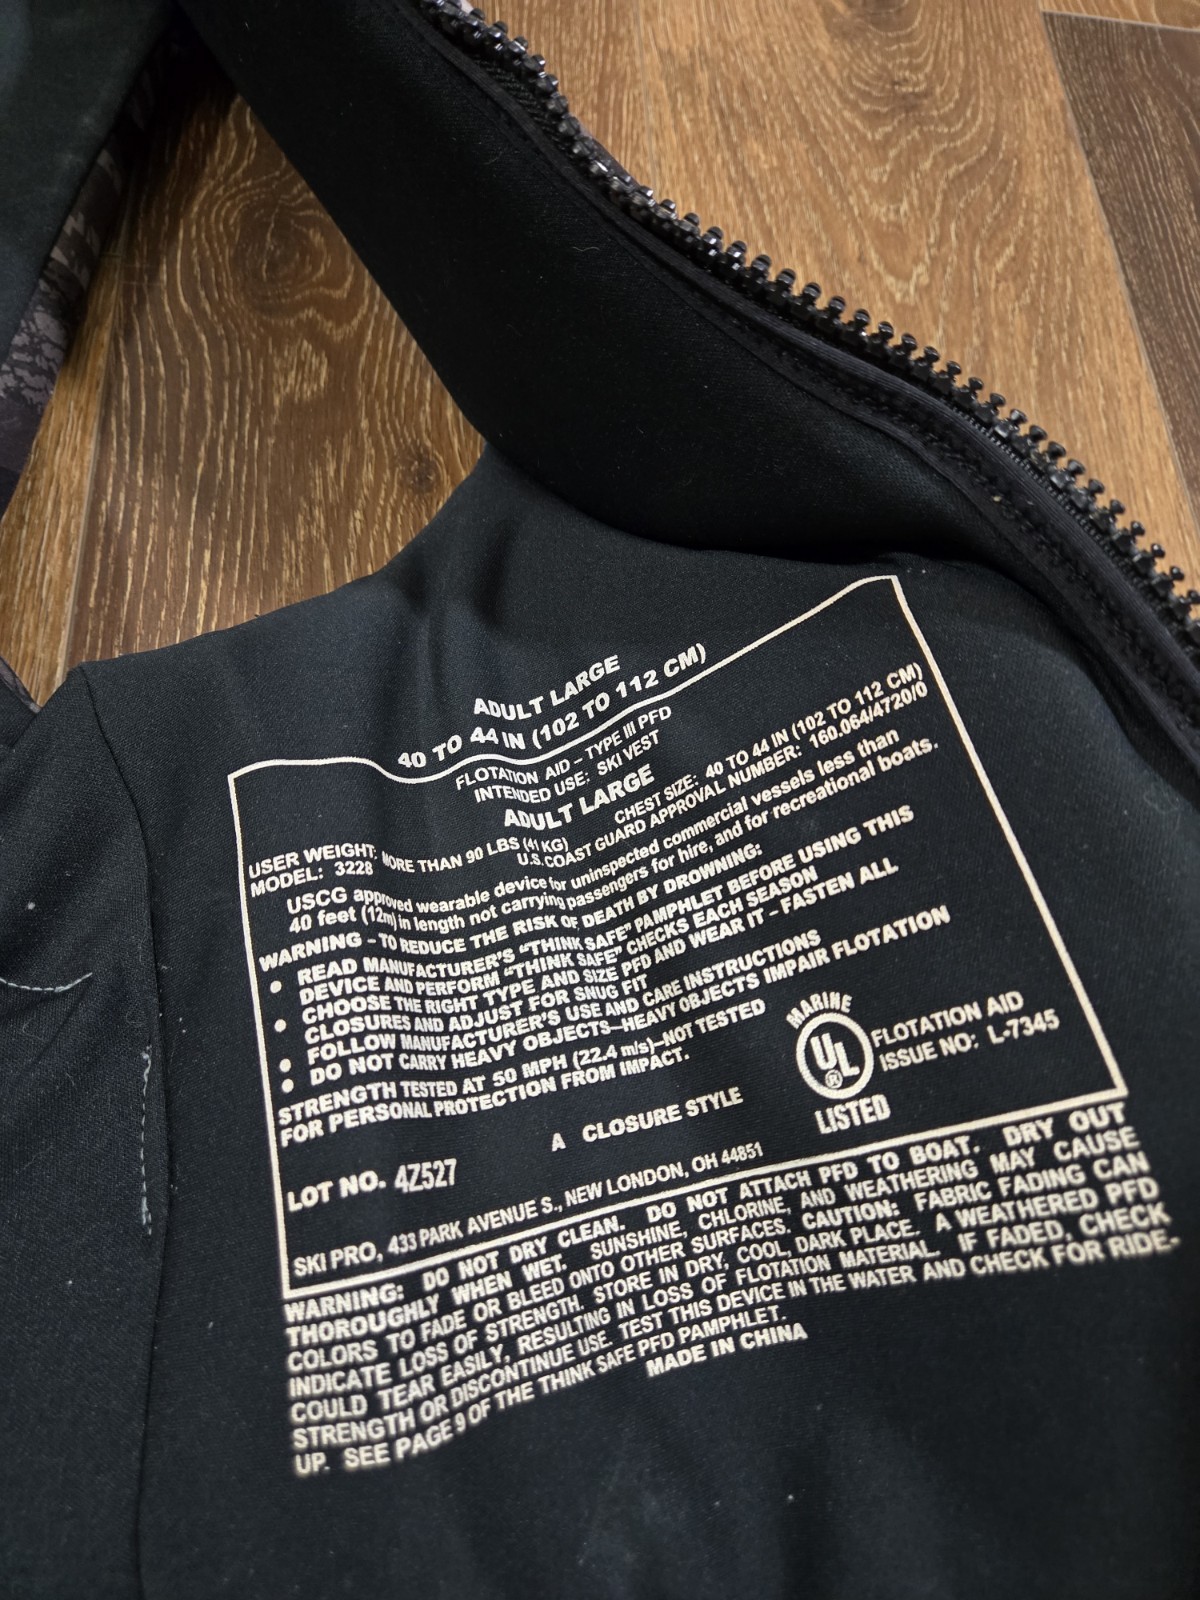 ADULT LARGE
40 TO 44 IN (102 TO 112 CM)
FLOTATION AID – TYPE III PFD
INTENDED USE: SKI VEST
ADULT LARGE
USER WEIGHT: MORE THAN 90 LBS (41 KG) CHEST SIZE: 40 TO 44 IN (102 TO 112 CM)
MODEL: 3228 U.S. COAST GUARD APPROVAL NUMBER: 160.064/4720/0
USCG approved wearable device for uninspected commercial vessels less than
40 feet (12m) in length not carrying passengers for hire, and for recreational boats.
WARNING – TO REDUCE THE RISK OF DEATH BY DROWNING:
• READ MANUFACTURER'S "THINK SAFE" PAMPHLET BEFORE USING THIS
DEVICE AND PERFORM "THINK SAFE" CHECKS EACH SEASON
• CHOOSE THE RIGHT TYPE AND SIZE PFD AND WEAR IT – FASTEN ALL
CLOSURES AND ADJUST FOR SNUG FIT
• FOLLOW MANUFACTURER'S USE AND CARE INSTRUCTIONS
• DO NOT CARRY HEAVY OBJECTS–HEAVY OBJECTS IMPAIR FLOTATION
STRENGTH TESTED AT 50 MPH (22.4 m/s)–NOT TESTED
FOR PERSONAL PROTECTION FROM IMPACT.
MARINE
UL
®
LISTED
FLOTATION AID
ISSUE NO: L-7345
A CLOSURE STYLE
LOT NO. 4Z527
SKI PRO, 433 PARK AVENUE S., NEW LONDON, OH 44851
WARNING: DO NOT DRY CLEAN. DO NOT ATTACH PFD TO BOAT. DRY OUT
THOROUGHLY WHEN WET. SUNSHINE, CHLORINE, AND WEATHERING MAY CAUSE
COLORS TO FADE OR BLEED ONTO OTHER SURFACES. CAUTION: FABRIC FADING CAN
INDICATE LOSS OF STRENGTH. STORE IN DRY, COOL, DARK PLACE. A WEATHERED PFD
COULD TEAR EASILY, RESULTING IN LOSS OF FLOTATION MATERIAL. IF FADED, CHECK
STRENGTH OR DISCONTINUE USE. TEST THIS DEVICE IN THE WATER AND CHECK FOR RIDE-
UP. SEE PAGE 9 OF THE THINK SAFE PFD PAMPHLET.
MADE IN CHINA